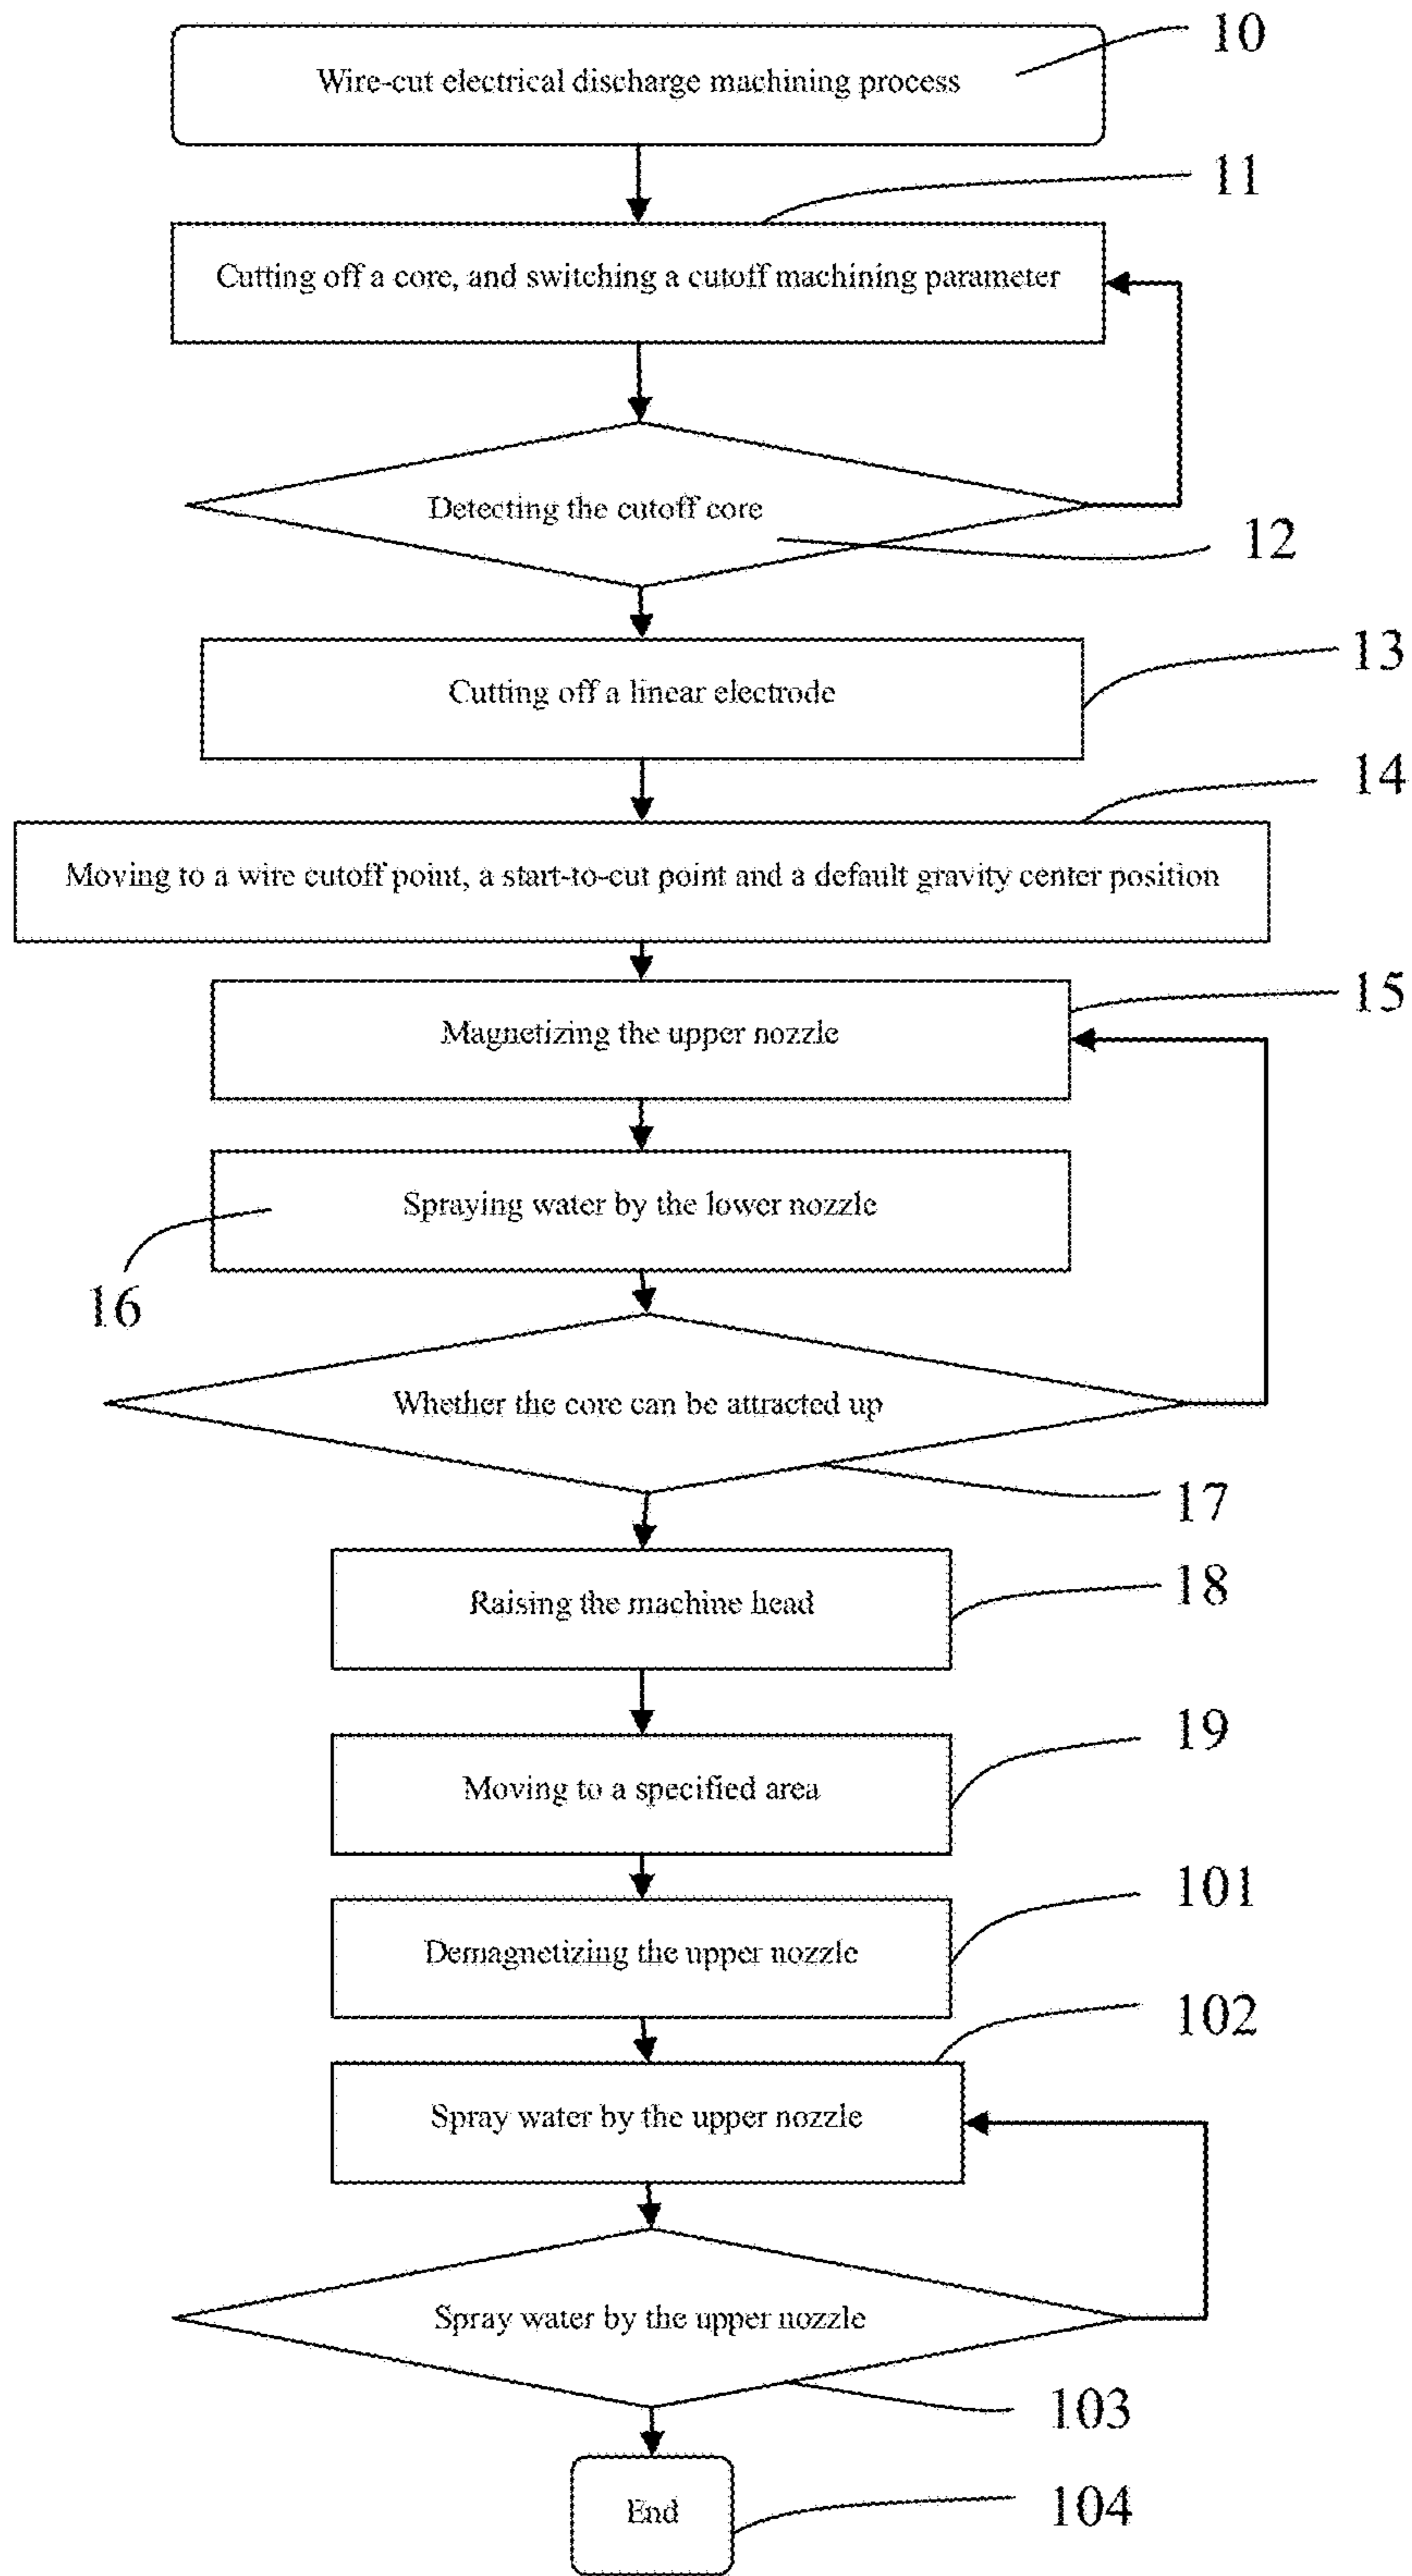 10
Wire-cut electrical discharge machining process
11
Cutting off a core, and switching a cutoff machining parameter
Detecting the cutoff core
12
13
Cutting off a linear electrode
14
Moving to a wire cutoff point, a start-to-cut point and a default gravity center position
15
Magnetizing the upper nozzle
Spraying water by the lower nozzle
16
Whether the core can be attracted up
17
18
Raising the machine head
19
Moving to a specified area
101
Demagnetizing the upper nozzle
102
Spray water by the upper nozzle
Spray water by the upper nozzle
103
End
104